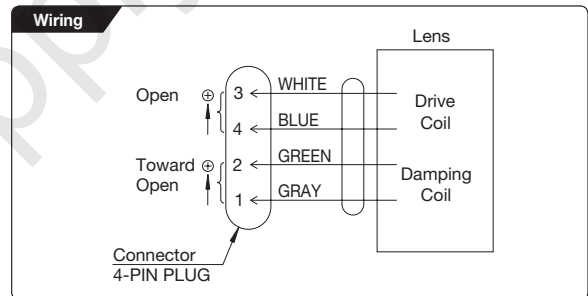 Wiring
Lens
Open ⊕ 3 WHITE
Drive
Coil
4 BLUE
Toward
Open ⊕ 2 GREEN
Damping
Coil
1 GRAY
Connector
4-PIN PLUG